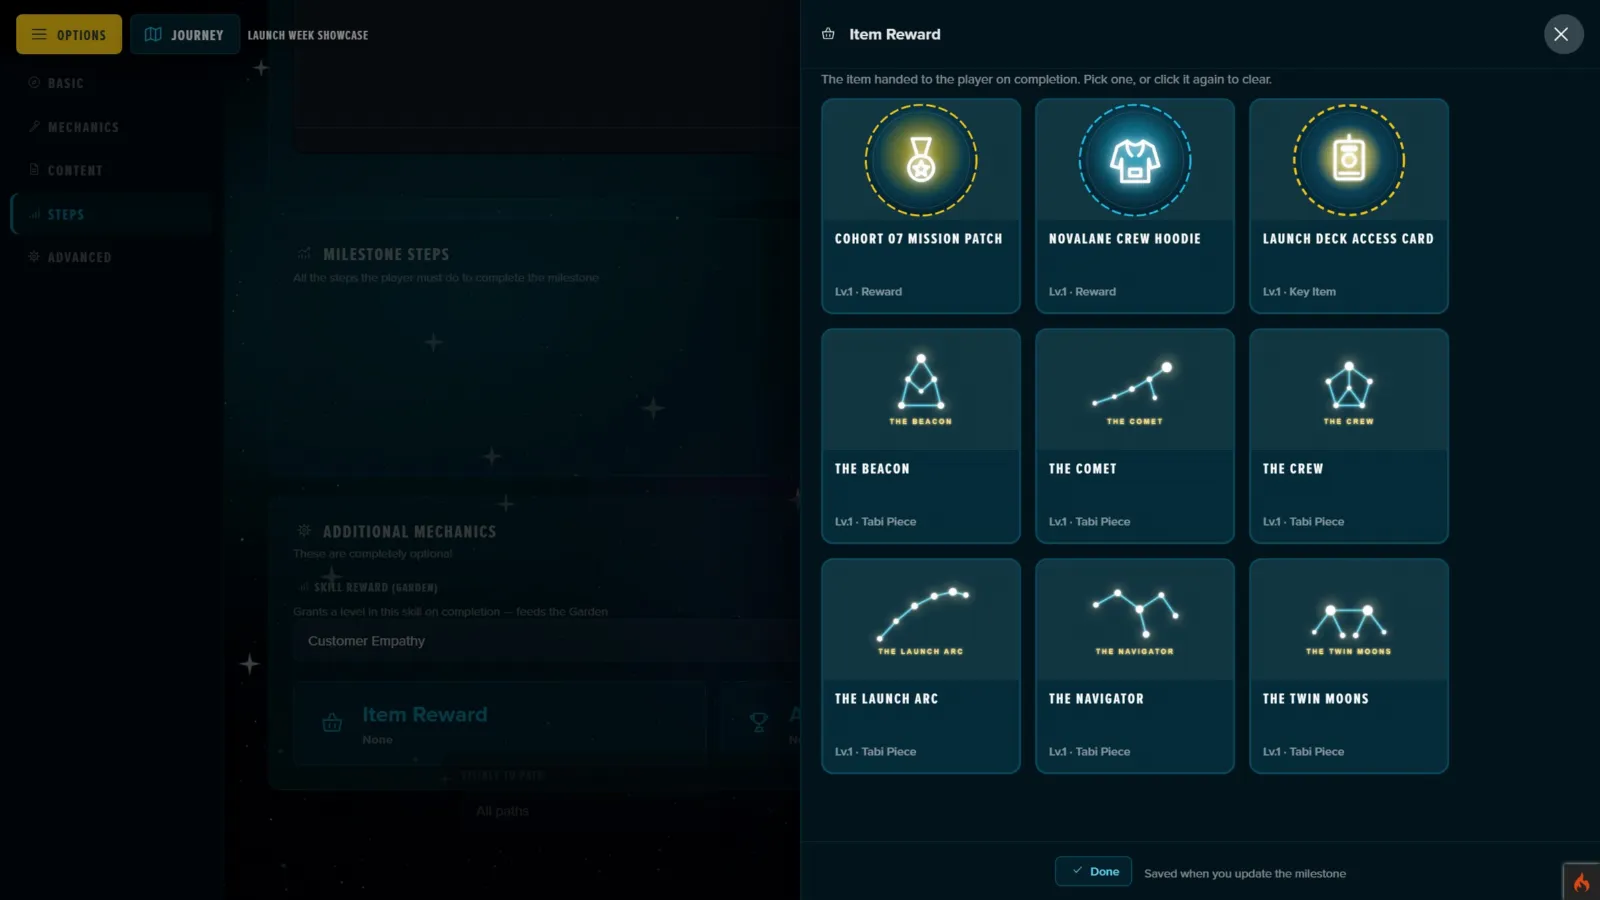 OPTIONS
JOURNEY
LAUNCH WEEK SHOWCASE
BASIC
MECHANICS
CONTENT
STEPS
ADVANCED
MILESTONE STEPS
All the steps the player must do to complete the milestone
ADDITIONAL MECHANICS
These are completely optional
SKILL REWARD (GARDEN)
Grants a level in this skill on completion — feeds the Garden
Customer Empathy
Item Reward
None
All paths
Item Reward
The item handed to the player on completion. Pick one, or click it again to clear.
COHORT 07 MISSION PATCH
Lv.1 · Reward
NOVALANE CREW HOODIE
Lv.1 · Reward
LAUNCH DECK ACCESS CARD
Lv.1 · Key Item
THE BEACON
THE BEACON
Lv.1 · Tabi Piece
THE COMET
THE COMET
Lv.1 · Tabi Piece
THE CREW
THE CREW
Lv.1 · Tabi Piece
THE LAUNCH ARC
THE LAUNCH ARC
Lv.1 · Tabi Piece
THE NAVIGATOR
THE NAVIGATOR
Lv.1 · Tabi Piece
THE TWIN MOONS
THE TWIN MOONS
Lv.1 · Tabi Piece
Done
Saved when you update the milestone